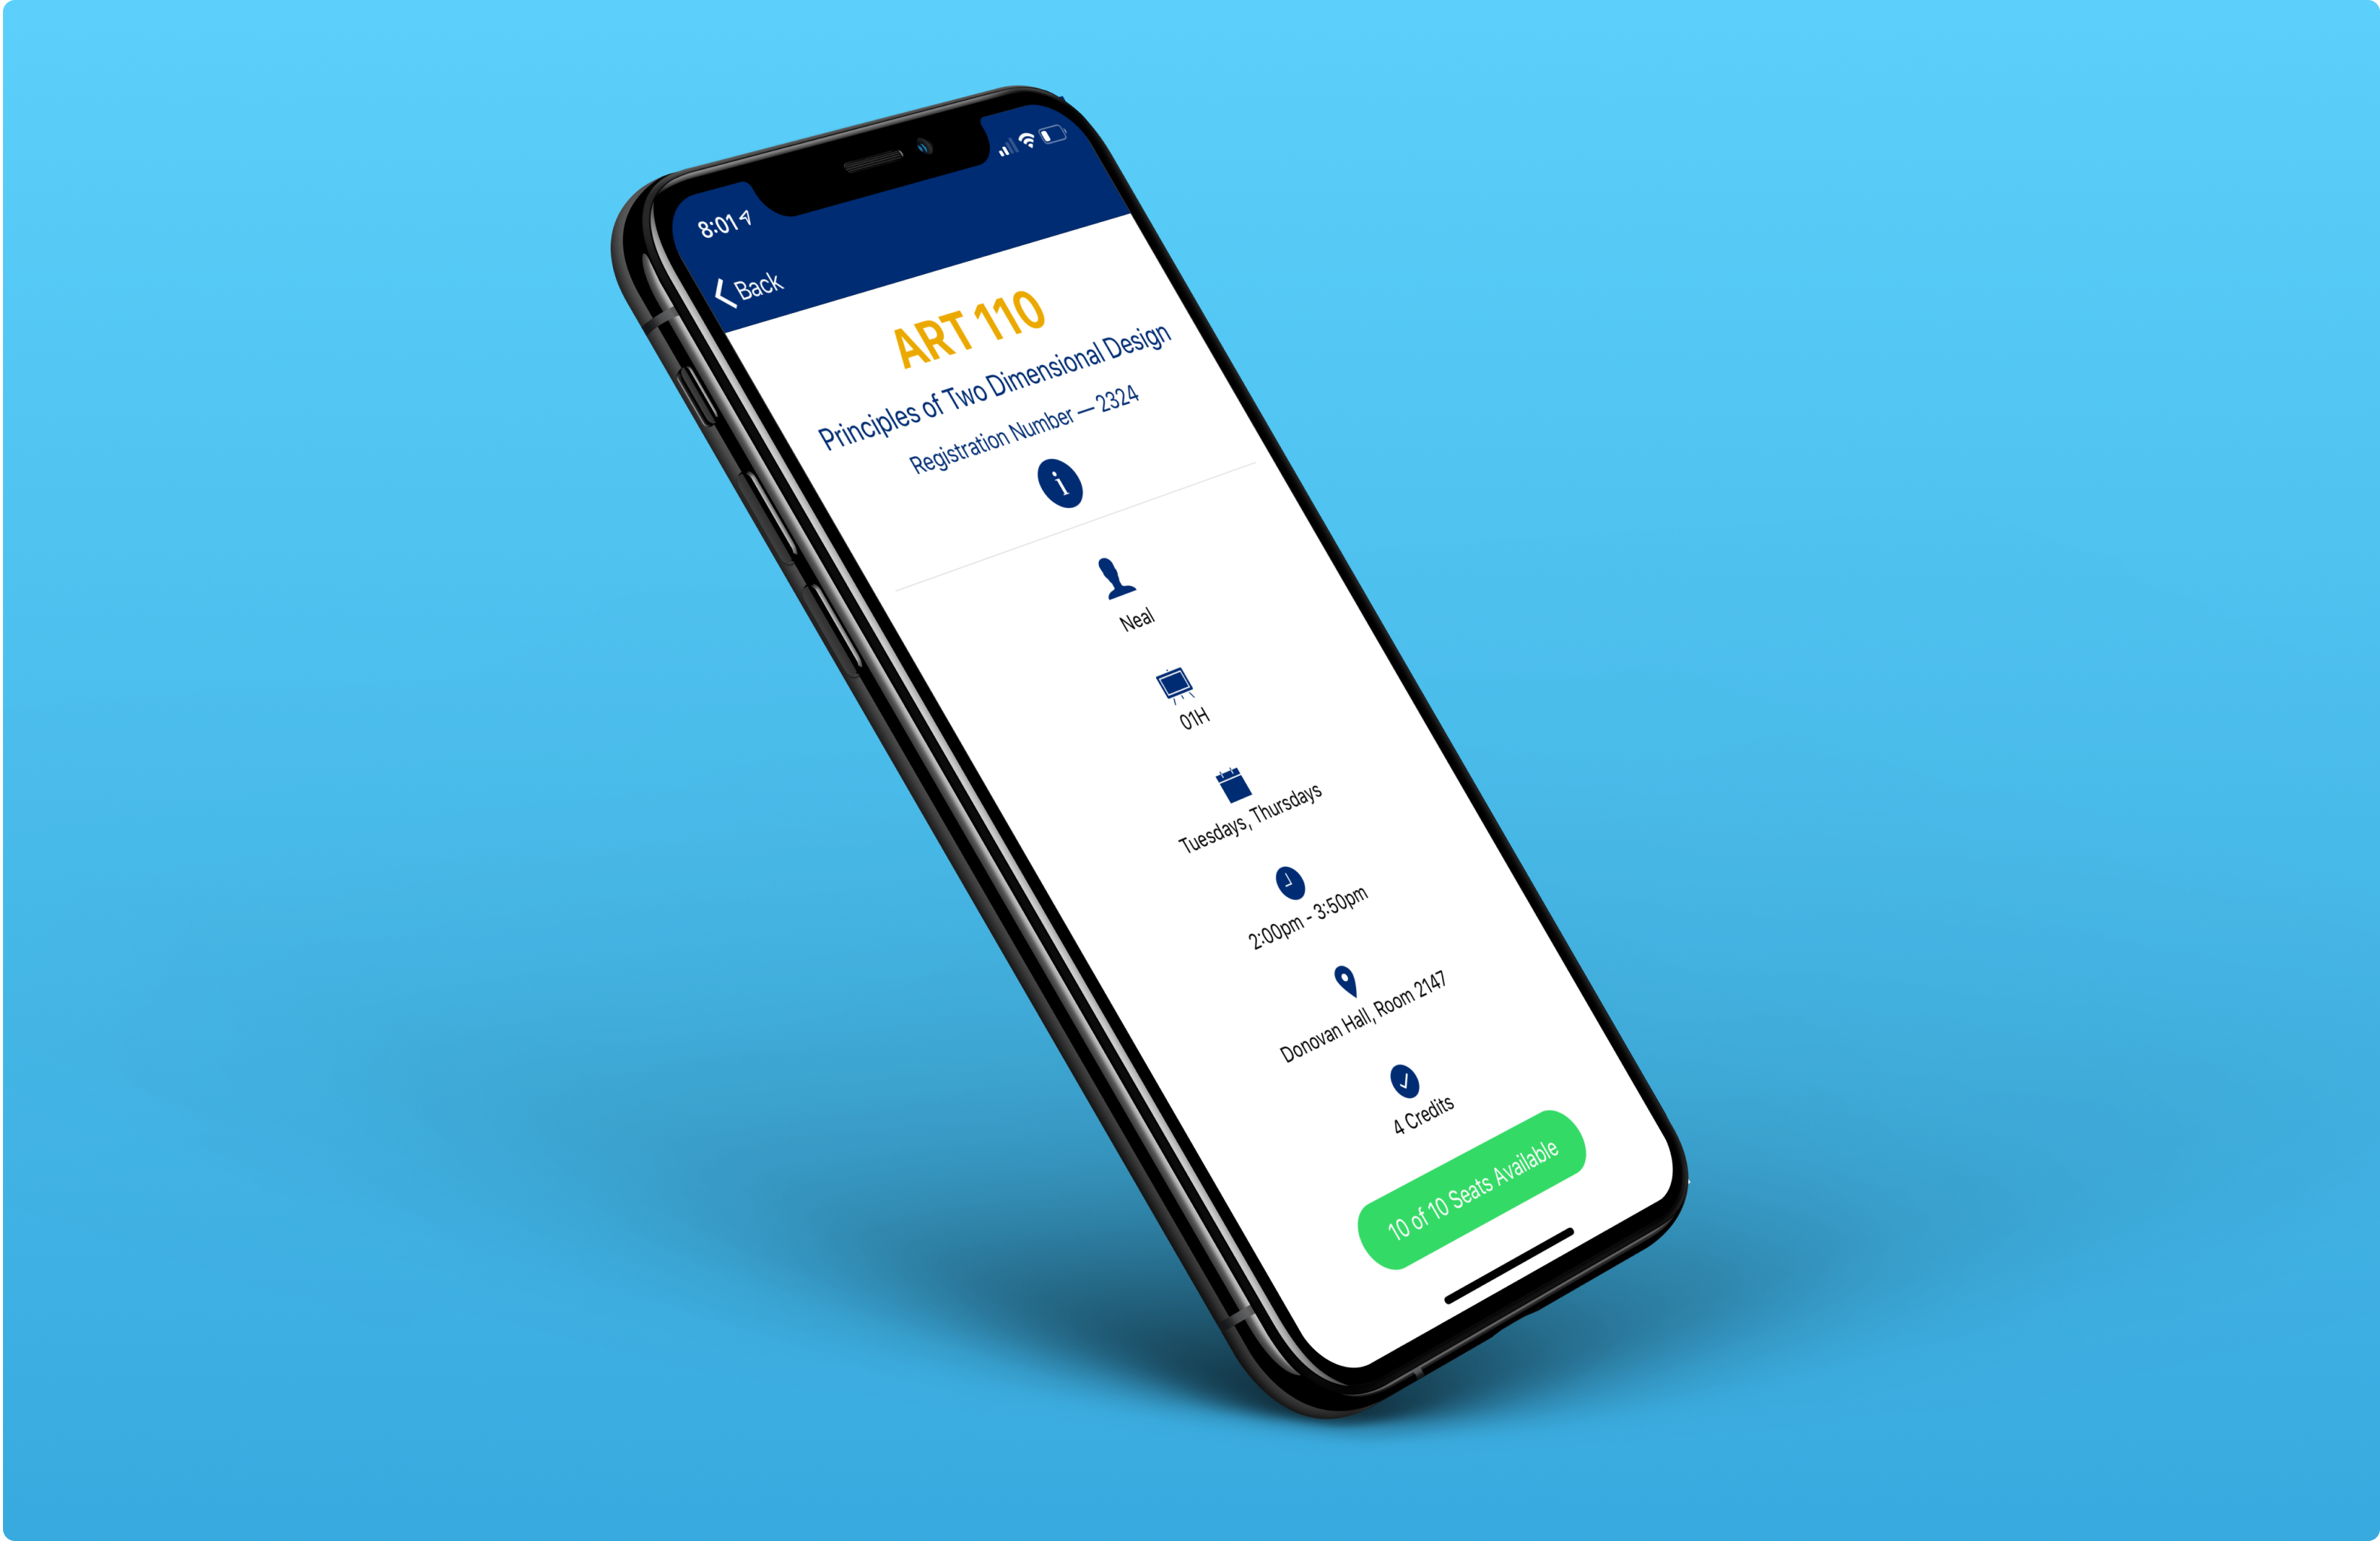 8:01
Back
ART 110
Principles of Two Dimensional Design
Registration Number — 2324
i
Neal
01H
Tuesdays, Thursdays
2:00pm - 3:50pm
Donovan Hall, Room 2147
4 Credits
10 of 10 Seats Available